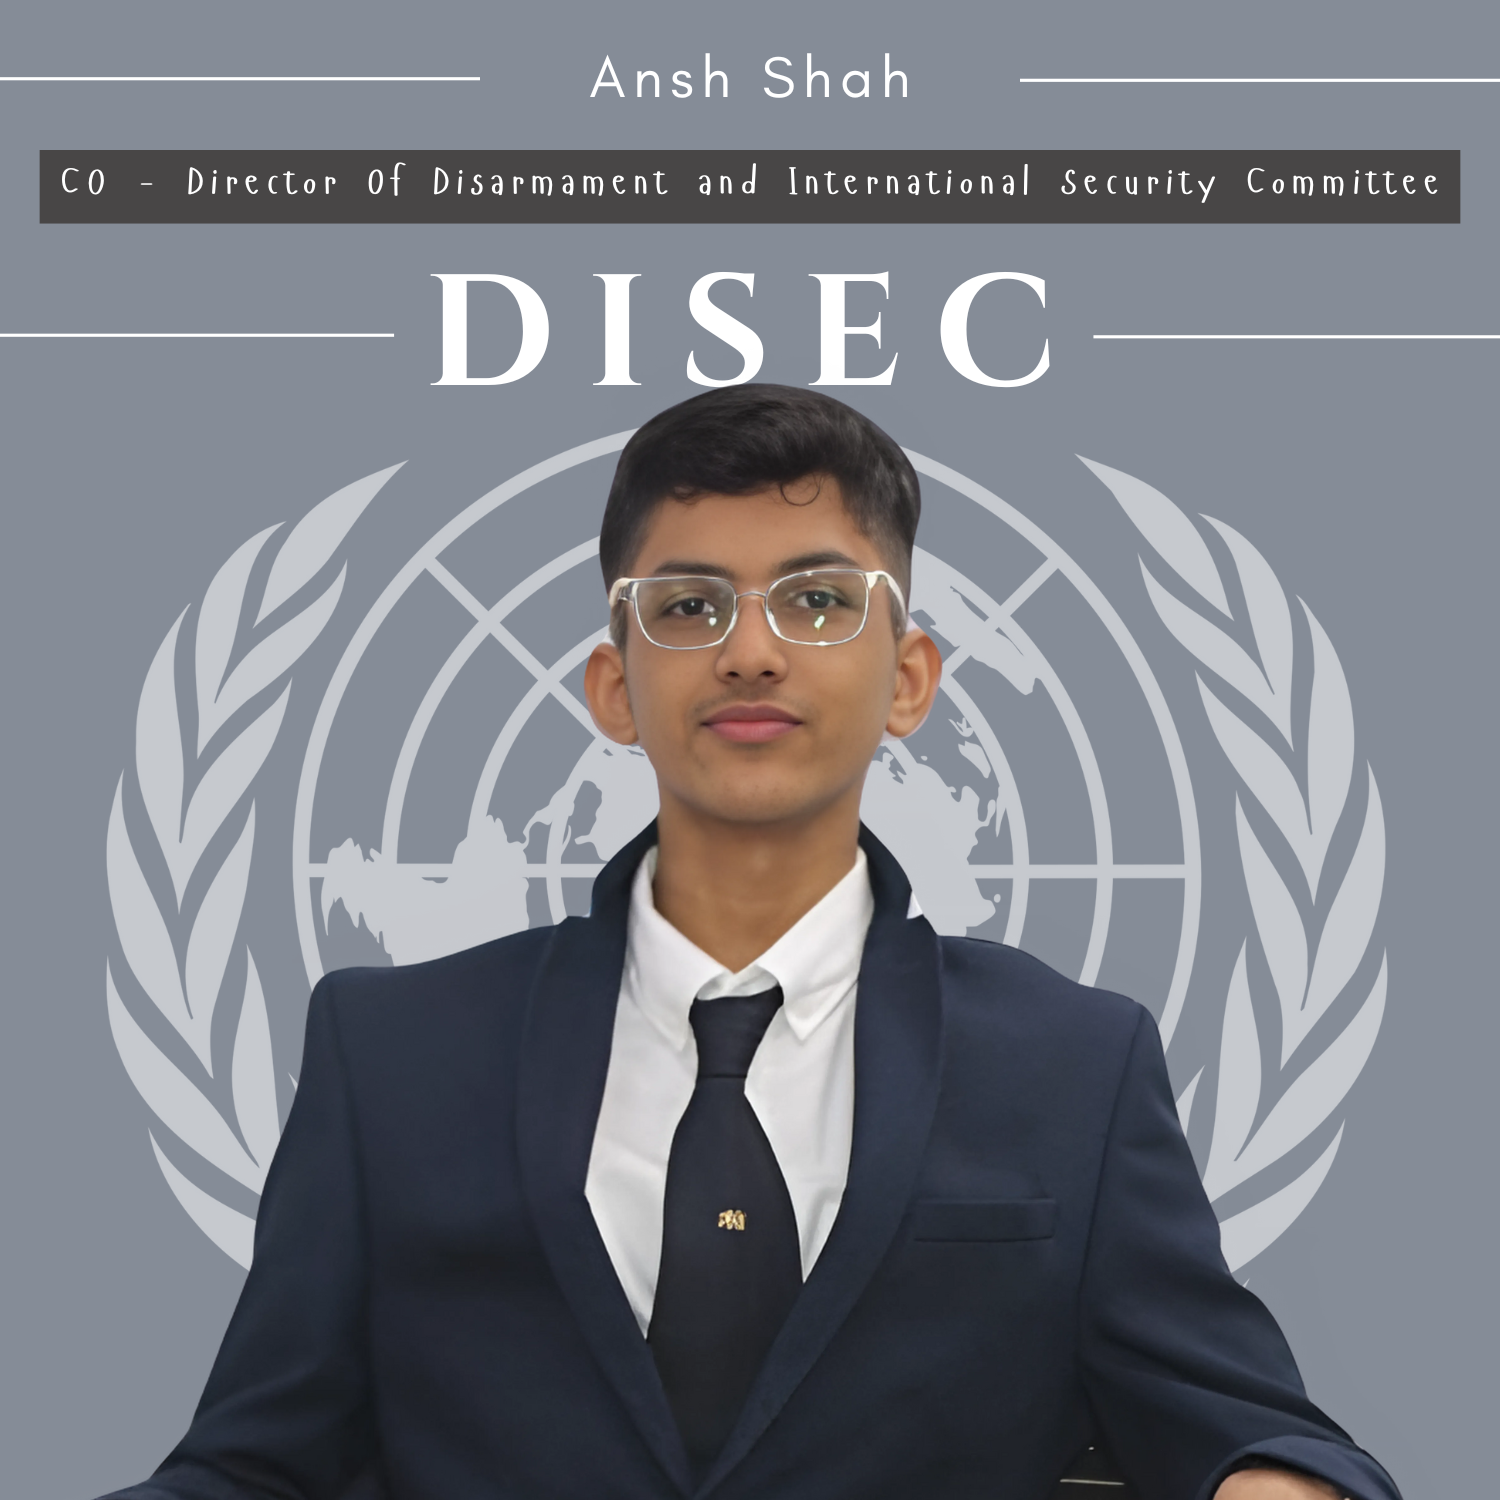 Ansh Shah
CO - Director Of Disarmament and International Security Committee
DISEC